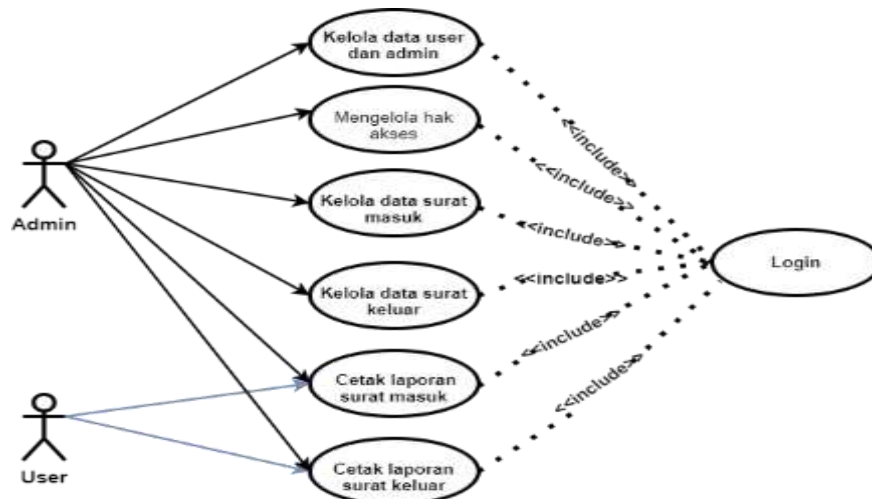 Kelola data user
dan admin
Mengelola hak
akses
Kelola data surat
masuk
Kelola data surat
keluar
Cetak laporan
surat masuk
Cetak laporan
surat keluar
Admin
User
<<include>>
<<include>>
<<include>>
<<include>>
<<include>>
<<include>>
Login